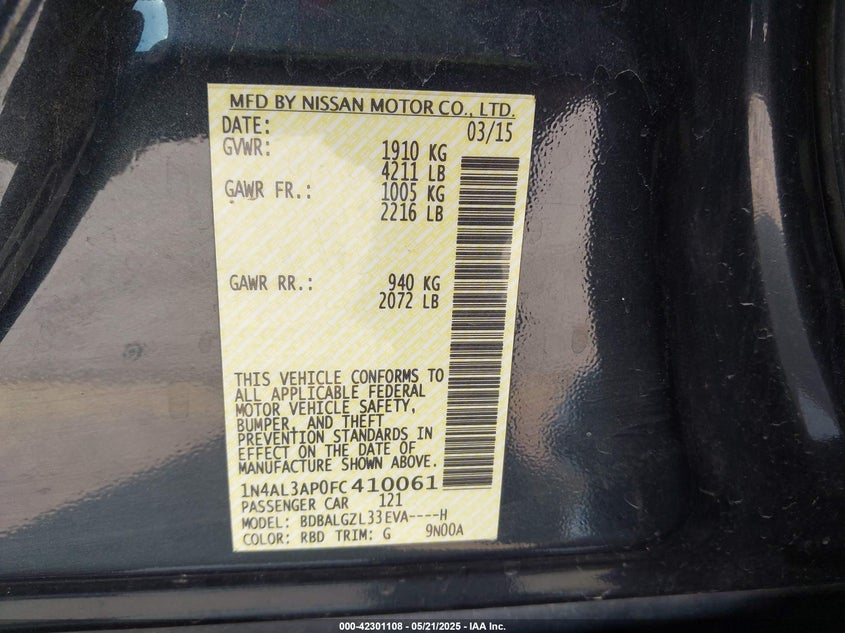 MFD BY NISSAN MOTOR CO., LTD.
DATE: 03/15
GVWR: 1910 KG
4211 LB
GAWR FR.: 1005 KG
2216 LB
GAWR RR.: 940 KG
2072 LB
THIS VEHICLE CONFORMS TO
ALL APPLICABLE FEDERAL
MOTOR VEHICLE SAFETY,
BUMPER, AND THEFT
PREVENTION STANDARDS IN
EFFECT ON THE DATE OF
MANUFACTURE SHOWN ABOVE.
1N4AL3AP0FC410061
PASSENGER CAR 121
MODEL: BDBALGZL33EVA----H
COLOR: RBD TRIM: G 9N00A
000-42301108 - 05/21/2025 - IAA Inc.